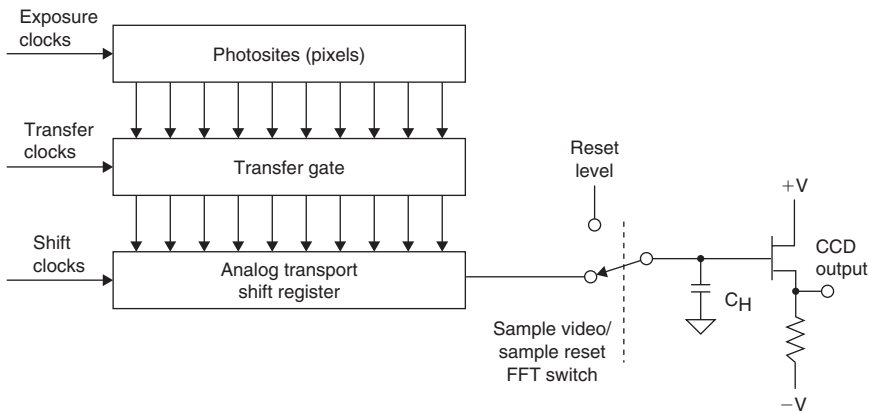 Exposure
clocks
Photosites (pixels)
Transfer
clocks
Transfer gate
Reset
level
+V
Shift
clocks
Analog transport
shift register
CCD
output
CH
Sample video/
sample reset
FFT switch
−V